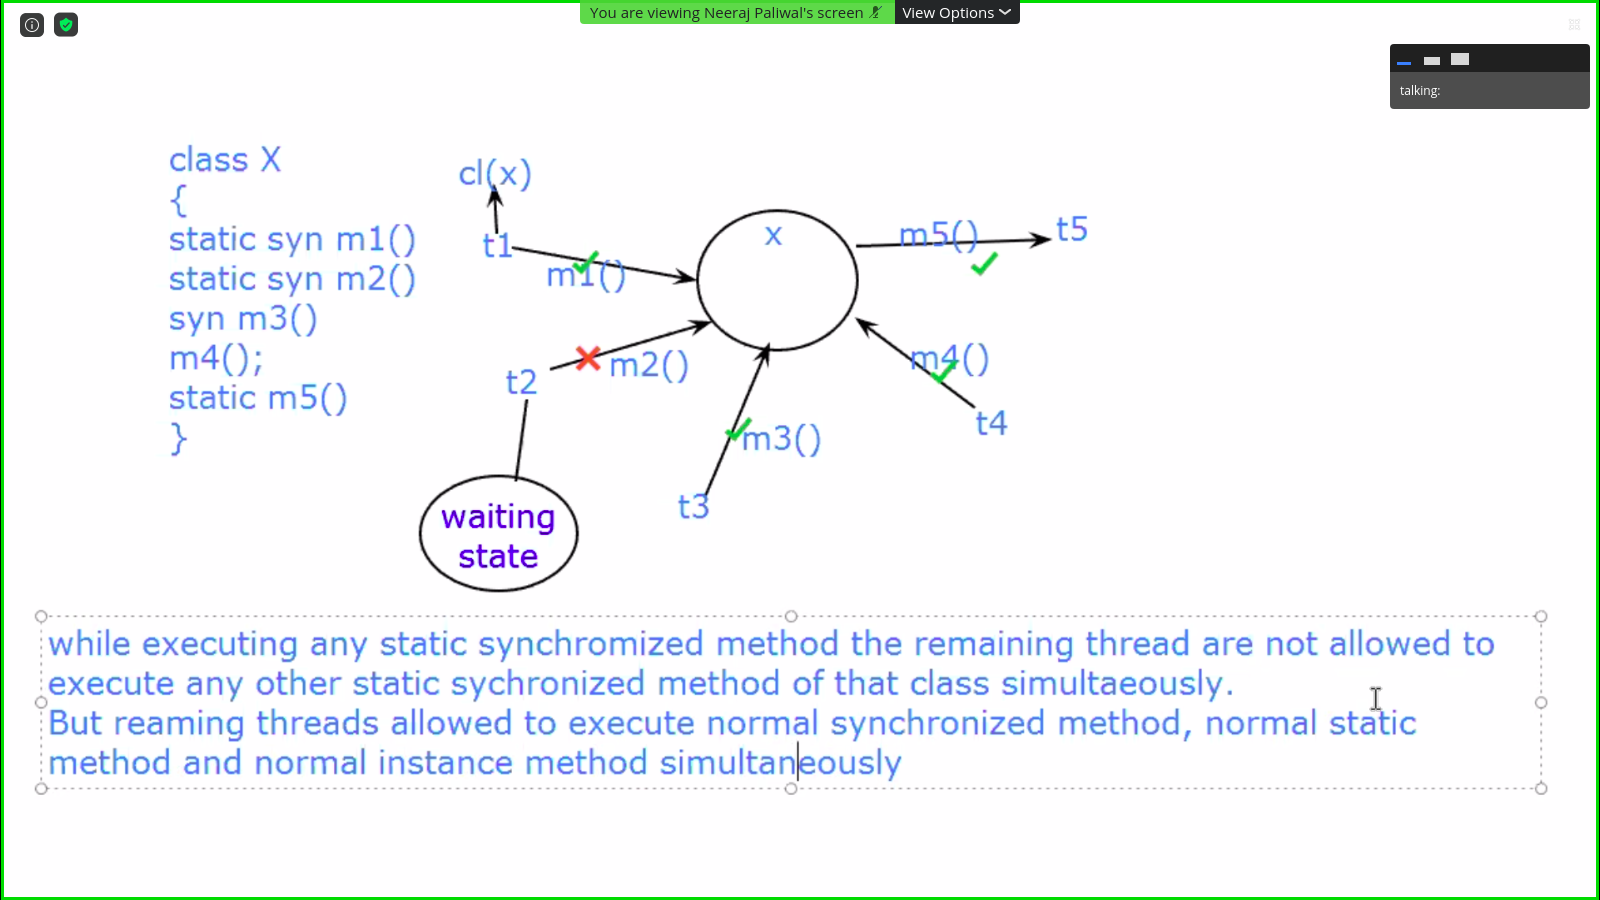 You are viewing Neeraj Paliwal's screen
View Options
talking:
class X
{
static syn m1()
static syn m2()
syn m3()
m4();
static m5()
}
cl(x)
t1
m1()
x
m5()
t5
t2
m2()
m4()
t4
m3()
t3
waiting
state
while executing any static synchromized method the remaining thread are not allowed to
execute any other static sychronized method of that class simultaeously.
But reaming threads allowed to execute normal synchronized method, normal static
method and normal instance method simultaneously